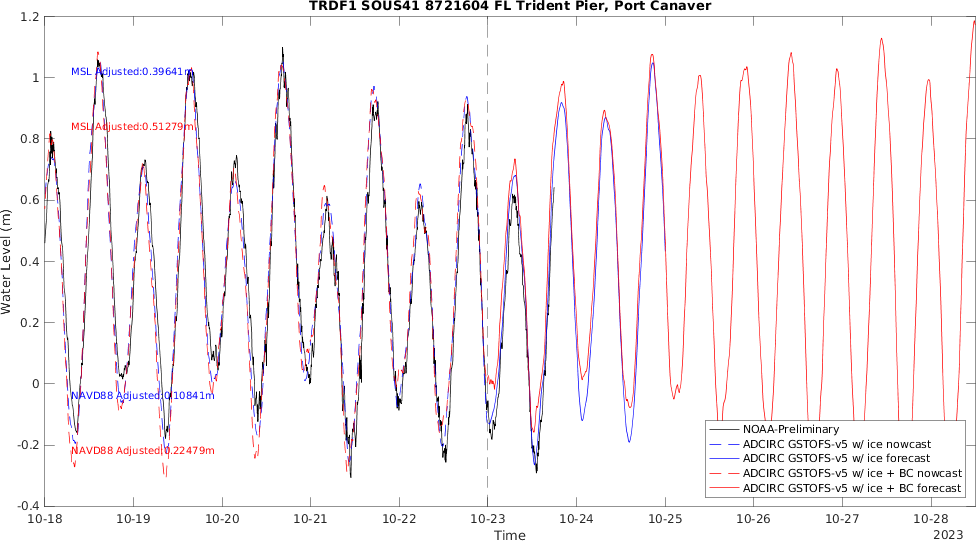 TRDF1 SOUS41 8721604 FL Trident Pier, Port Canaver
Water Level (m)
1.2
1
0.8
0.6
0.4
0.2
0
-0.2
-0.4
MSL Adjusted:0.39641m
MSL Adjusted:0.51279m
NAVD88 Adjusted:0.10841m
NAVD88 Adjusted:0.22479m
NOAA-Preliminary
ADCIRC GSTOFS-v5 w/ ice nowcast
ADCIRC GSTOFS-v5 w/ ice forecast
ADCIRC GSTOFS-v5 w/ ice + BC nowcast
ADCIRC GSTOFS-v5 w/ ice + BC forecast
10-18 10-19 10-20 10-21 10-22 10-23 10-24 10-25 10-26 10-27 10-28
Time
2023